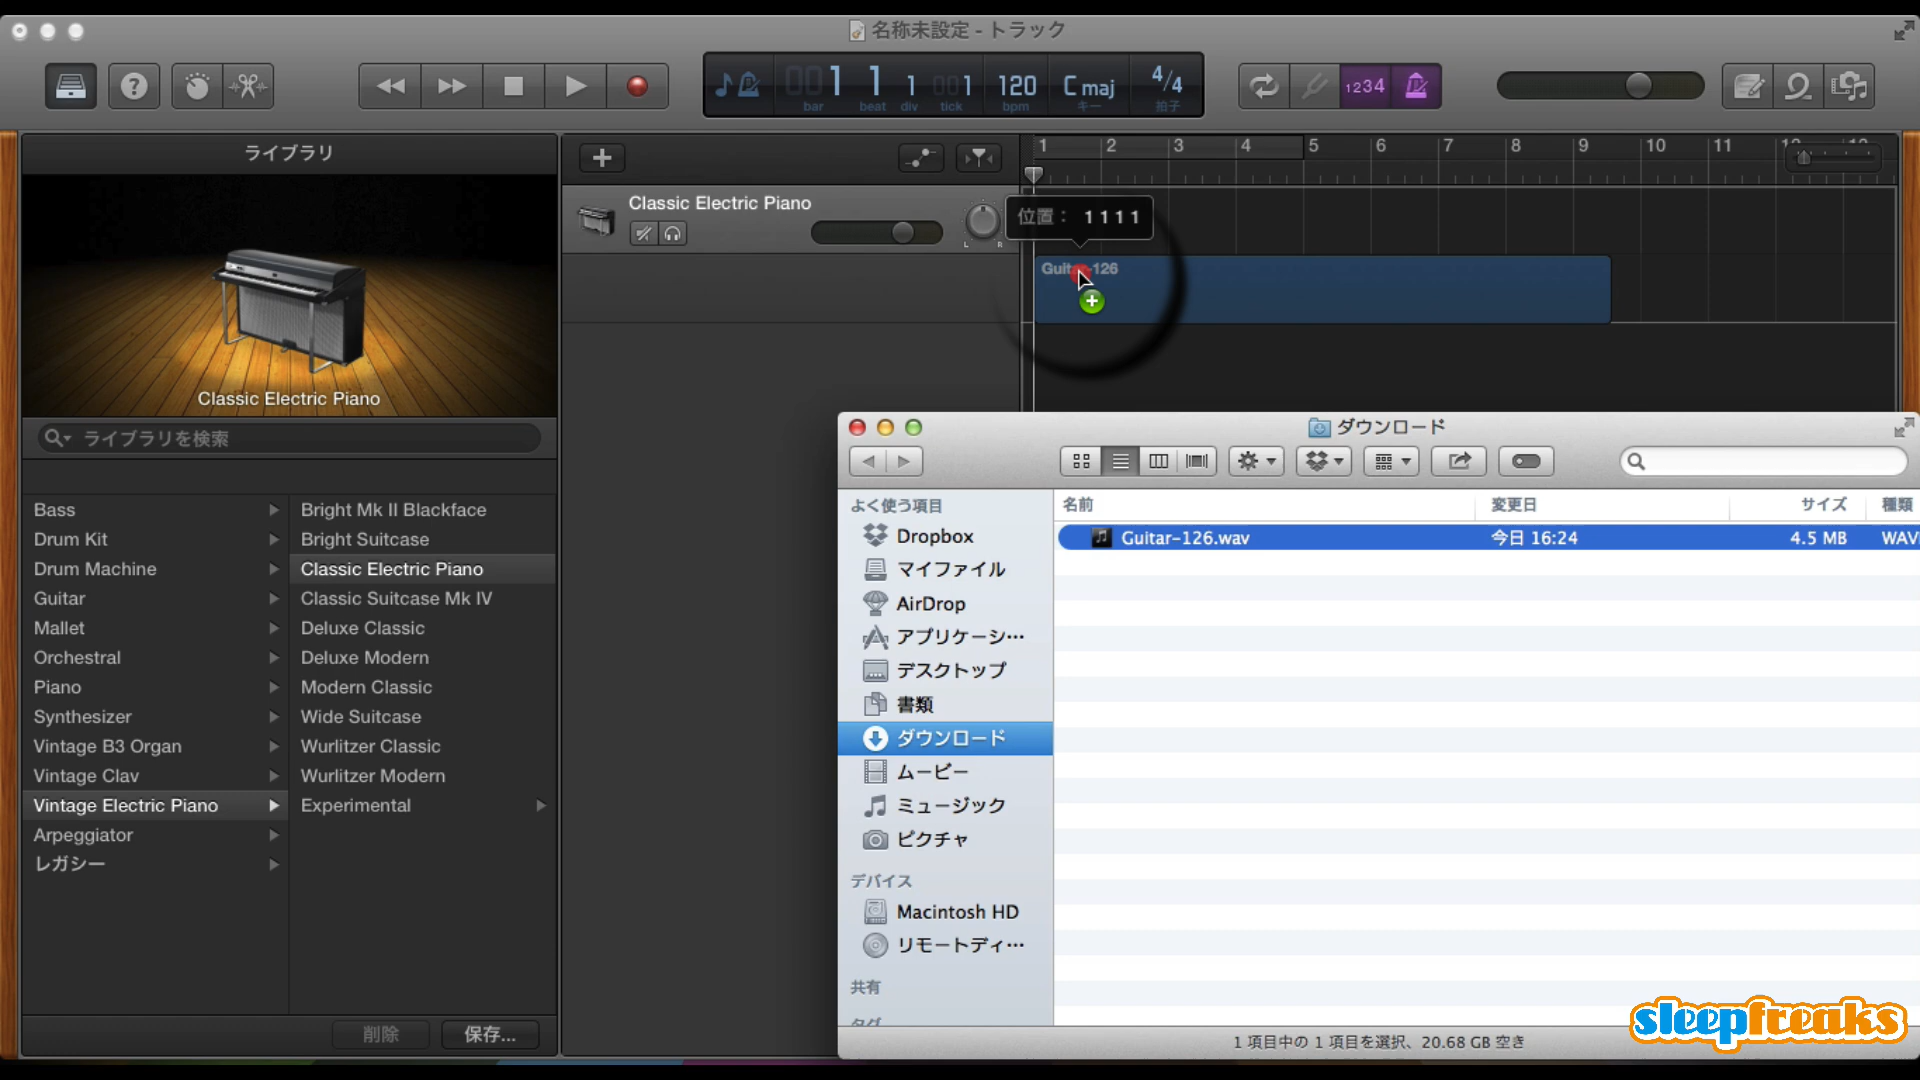 名称未設定 - トラック
1234
001 1 1 001 120 Cmaj 4/4
bar beat div tick bpm キー 拍子
ライブラリ
1 2 3 4 5 6 7 8 9 10 11
Classic Electric Piano
L R
位置： 1 1 1 1
Guitar-126
Classic Electric Piano
ライブラリを検索
Bass
Drum Kit
Drum Machine
Guitar
Mallet
Orchestral
Piano
Synthesizer
Vintage B3 Organ
Vintage Clav
Vintage Electric Piano
Arpeggiator
レガシー
Bright Mk II Blackface
Bright Suitcase
Classic Electric Piano
Classic Suitcase Mk IV
Deluxe Classic
Deluxe Modern
Modern Classic
Wide Suitcase
Wurlitzer Classic
Wurlitzer Modern
Experimental
削除 保存...
ダウンロード
よく使う項目
Dropbox
マイファイル
AirDrop
アプリケーシ…
デスクトップ
書類
ダウンロード
ムービー
ミュージック
ピクチャ
デバイス
Macintosh HD
リモートディ…
共有
タグ
名前 変更日 サイズ 種類
Guitar-126.wav 今日 16:24 4.5 MB WAV
1 項目中の 1 項目を選択、20.68 GB 空き
sleepfreaks